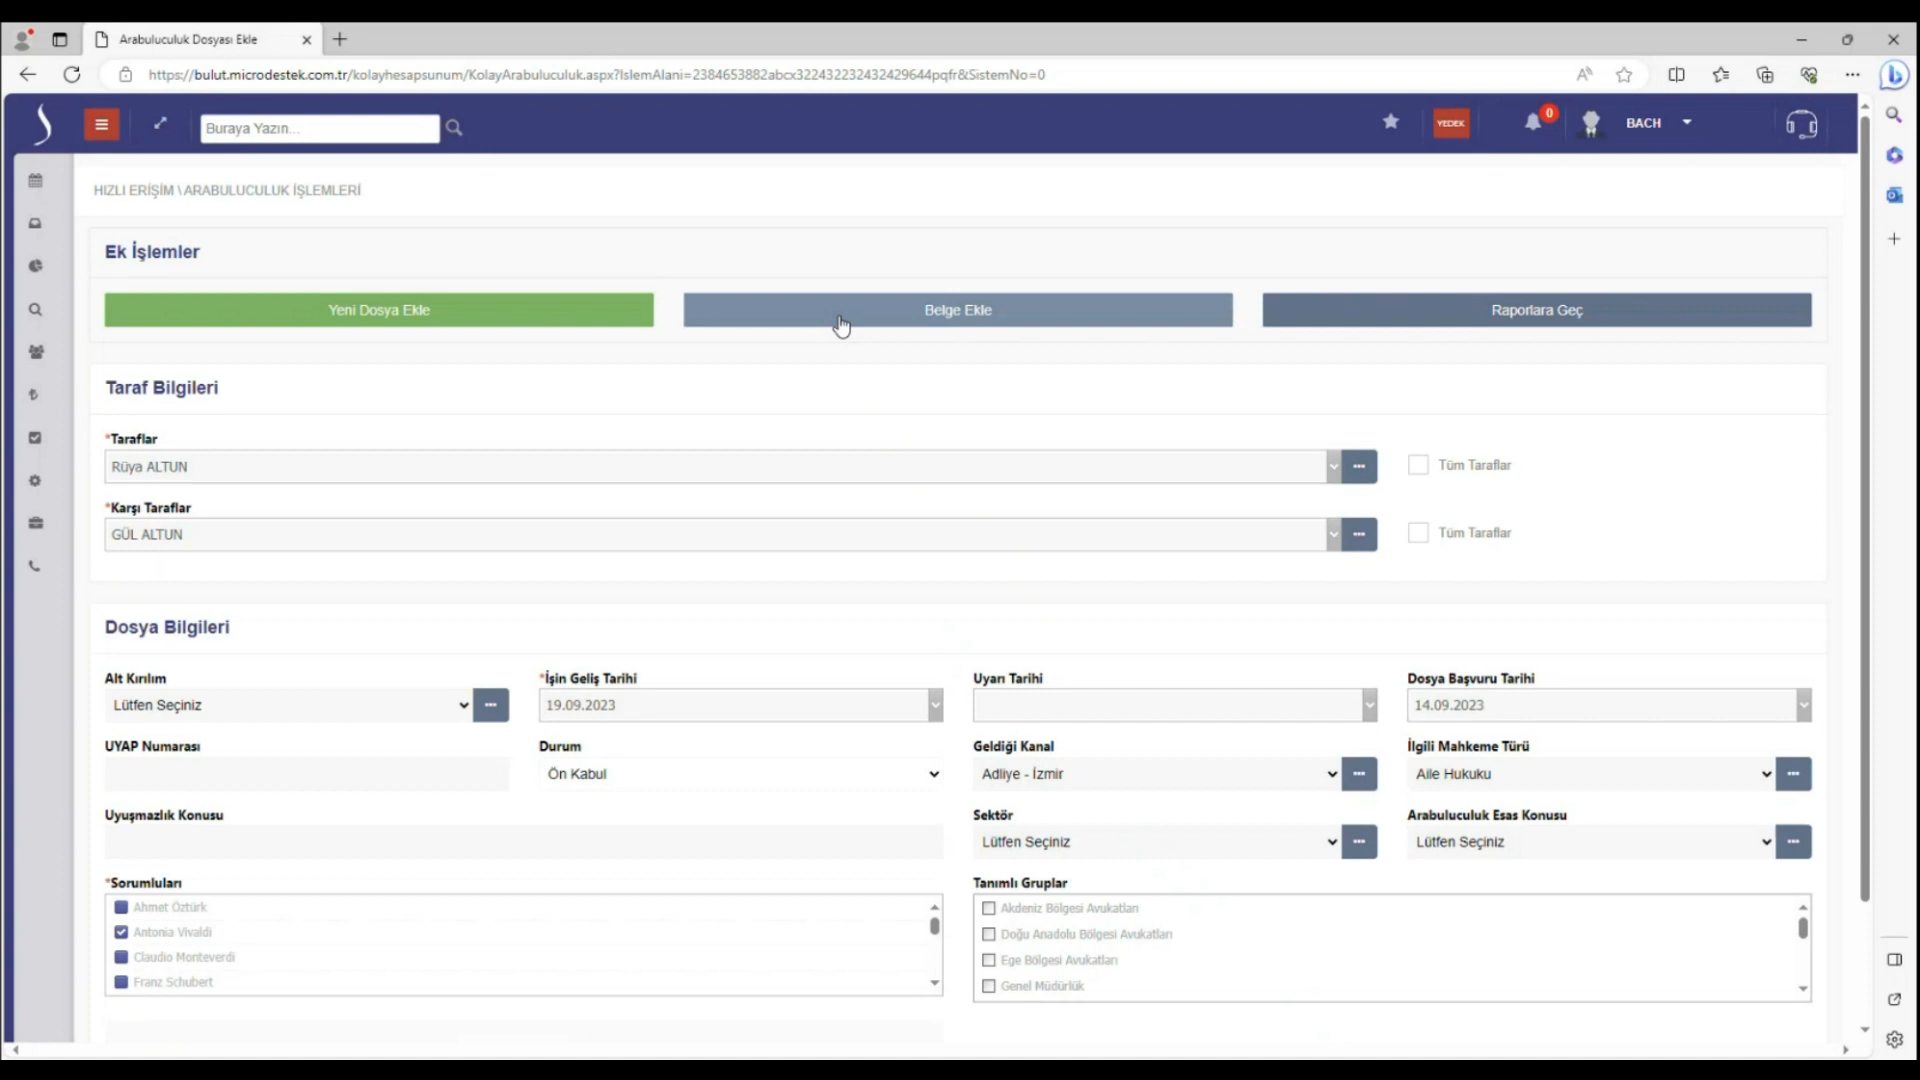 Arabuluculuk Dosyası Ekle
https://bulut.microdestek.com.tr/kolayhesapsunum/KolayArabuluculuk.aspx?IslemAlani=2384653882abcx322432232432429644pqfr&SistemNo=0
Buraya Yazın...
YEDEK
0
BACH
HIZLI ERİŞİM \ ARABULUCULUK İŞLEMLERİ
Ek İşlemler
Yeni Dosya Ekle
Belge Ekle
Raporlara Geç
Taraf Bilgileri
*Taraflar
Rüya ALTUN
Tüm Taraflar
*Karşı Taraflar
GÜL ALTUN
Tüm Taraflar
Dosya Bilgileri
Alt Kırılım
*İşin Geliş Tarihi
Uyarı Tarihi
Dosya Başvuru Tarihi
Lütfen Seçiniz
19.09.2023
14.09.2023
UYAP Numarası
Durum
Geldiği Kanal
İlgili Mahkeme Türü
Ön Kabul
Adliye - İzmir
Aile Hukuku
Uyuşmazlık Konusu
Sektör
Arabuluculuk Esas Konusu
Lütfen Seçiniz
Lütfen Seçiniz
*Sorumluları
Tanımlı Gruplar
Ahmet Öztürk
Antonia Vivaldi
Claudio Monteverdi
Franz Schubert
Akdeniz Bölgesi Avukatları
Doğu Anadolu Bölgesi Avukatları
Ege Bölgesi Avukatları
Genel Müdürlük